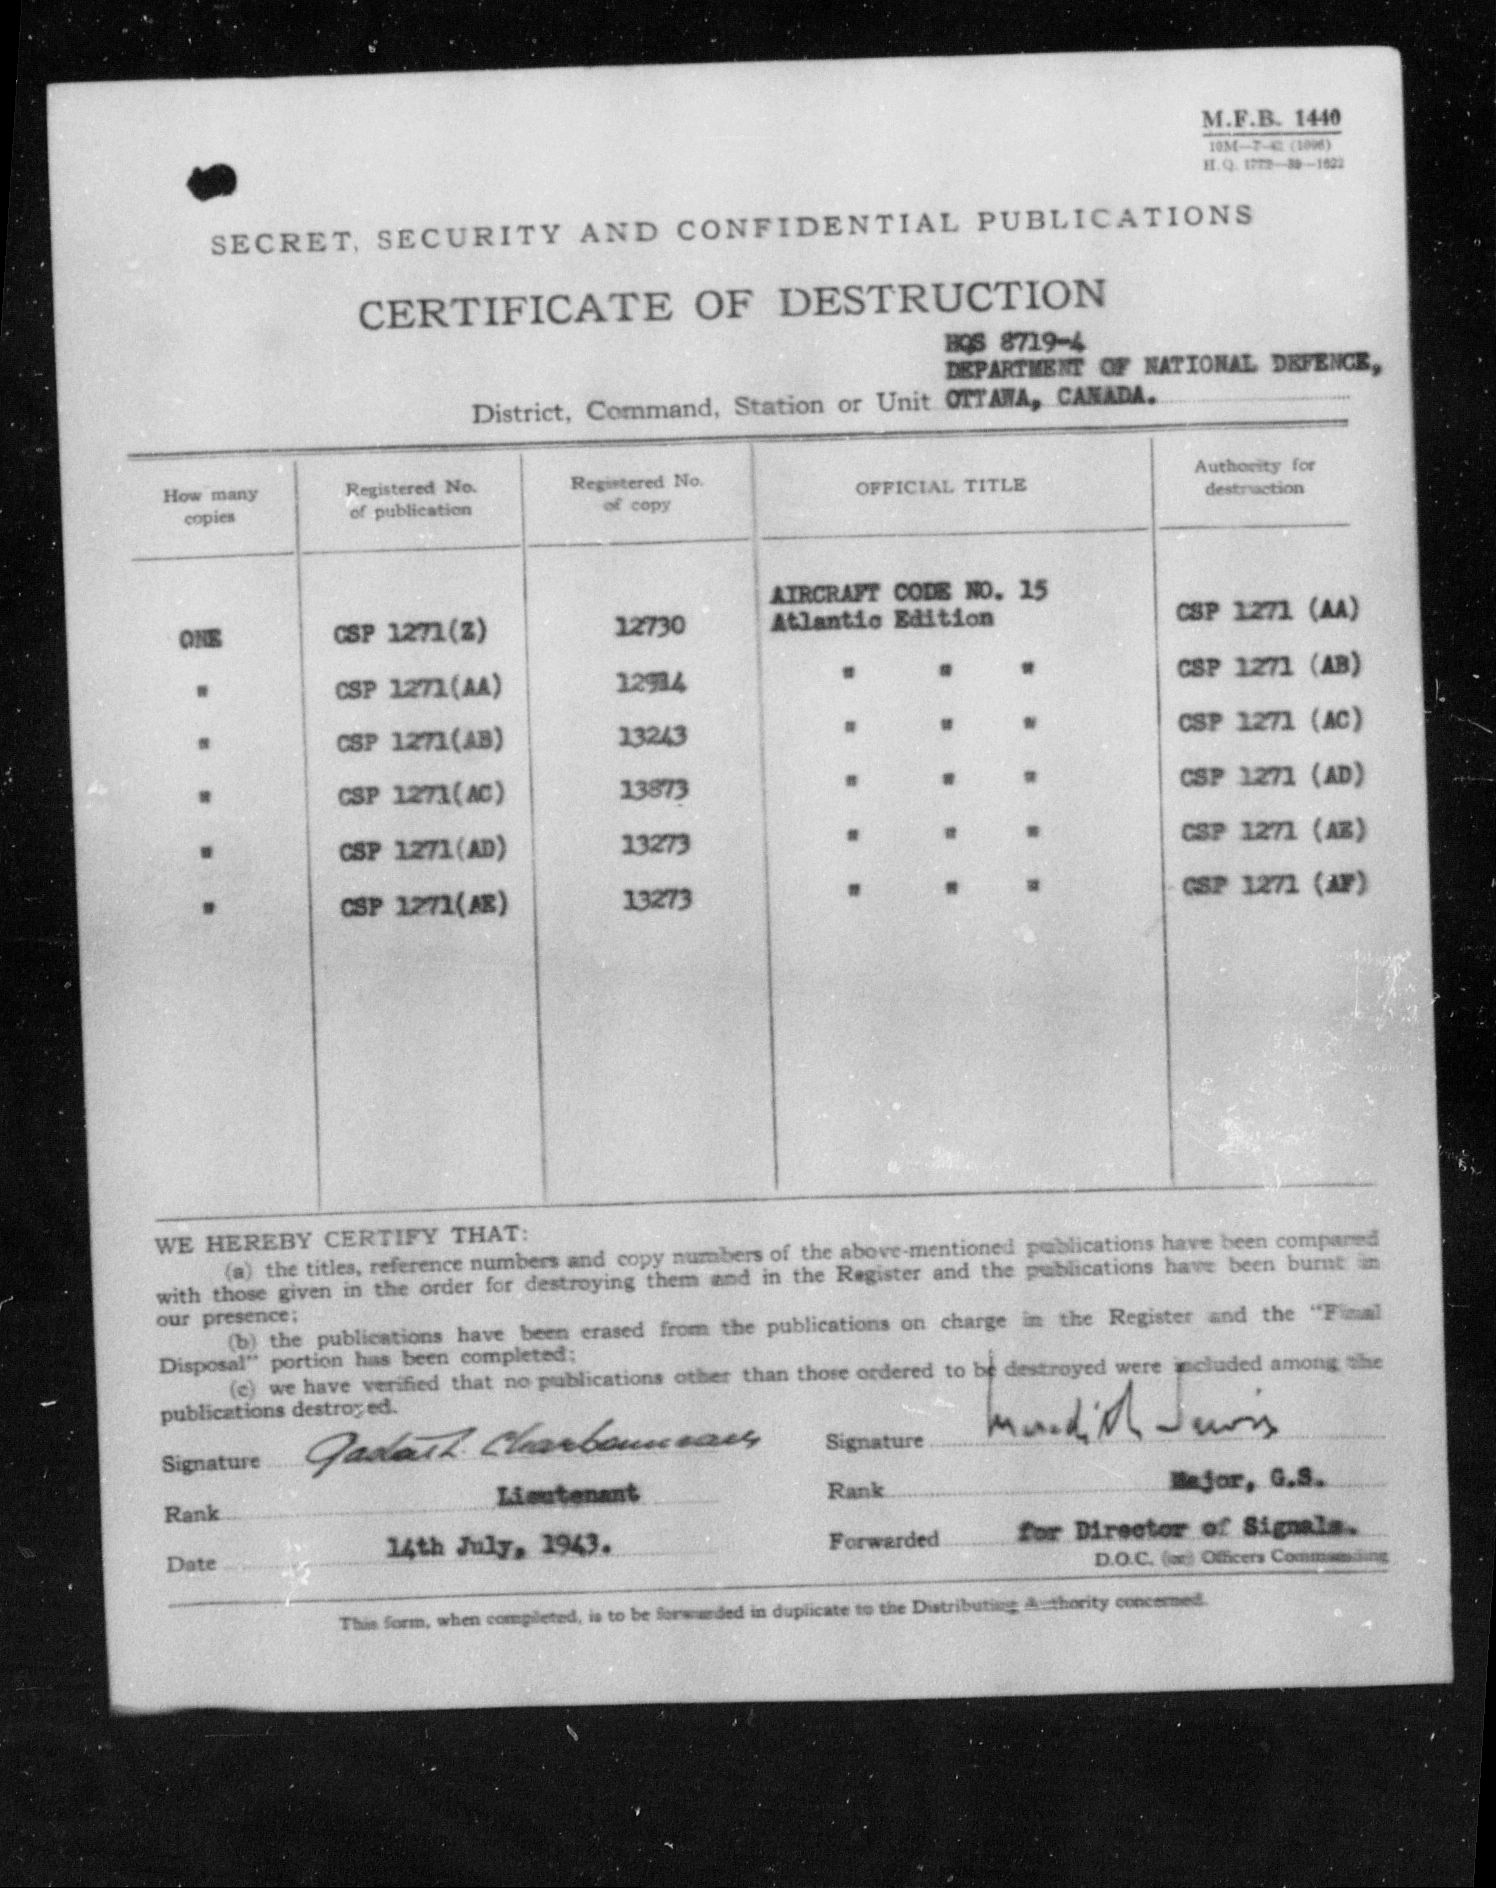 M.F.B. 1440
10M—7-42 (1096)
H.Q. 1772—39—1622
SECRET, SECURITY AND CONFIDENTIAL PUBLICATIONS
CERTIFICATE OF DESTRUCTION
HQS 8719-4
DEPARTMENT OF NATIONAL DEFENCE,
District, Command, Station or Unit OTTAWA, CANADA.
How many copies Registered No. of publication Registered No. of copy OFFICIAL TITLE Authority for destruction
AIRCRAFT CODE NO. 15
ONE CSP 1271(Z) 12730 Atlantic Edition CSP 1271 (AA)
" CSP 1271(AA) 12914 " " " CSP 1271 (AB)
" CSP 1271(AB) 13243 " " " CSP 1271 (AC)
" CSP 1271(AC) 13873 " " " CSP 1271 (AD)
" CSP 1271(AD) 13273 " " " CSP 1271 (AE)
" CSP 1271(AE) 13273 " " " CSP 1271 (AF)
WE HEREBY CERTIFY THAT:
(a) the titles, reference numbers and copy numbers of the above-mentioned publications have been compared
with those given in the order for destroying them and in the Register and the publications have been burnt in
our presence;
(b) the publications have been erased from the publications on charge in the Register and the "Final
Disposal" portion has been completed;
(c) we have verified that no publications other than those ordered to be destroyed were included among the
publications destroyed.
Signature Charbonneau Signature
Rank Lieutenant Rank Major, G.S.
Date 14th July, 1943. Forwarded for Director of Signals.
D.O.C. (or) Officers Commanding
This form, when completed, is to be forwarded in duplicate to the Distributing Authority concerned.